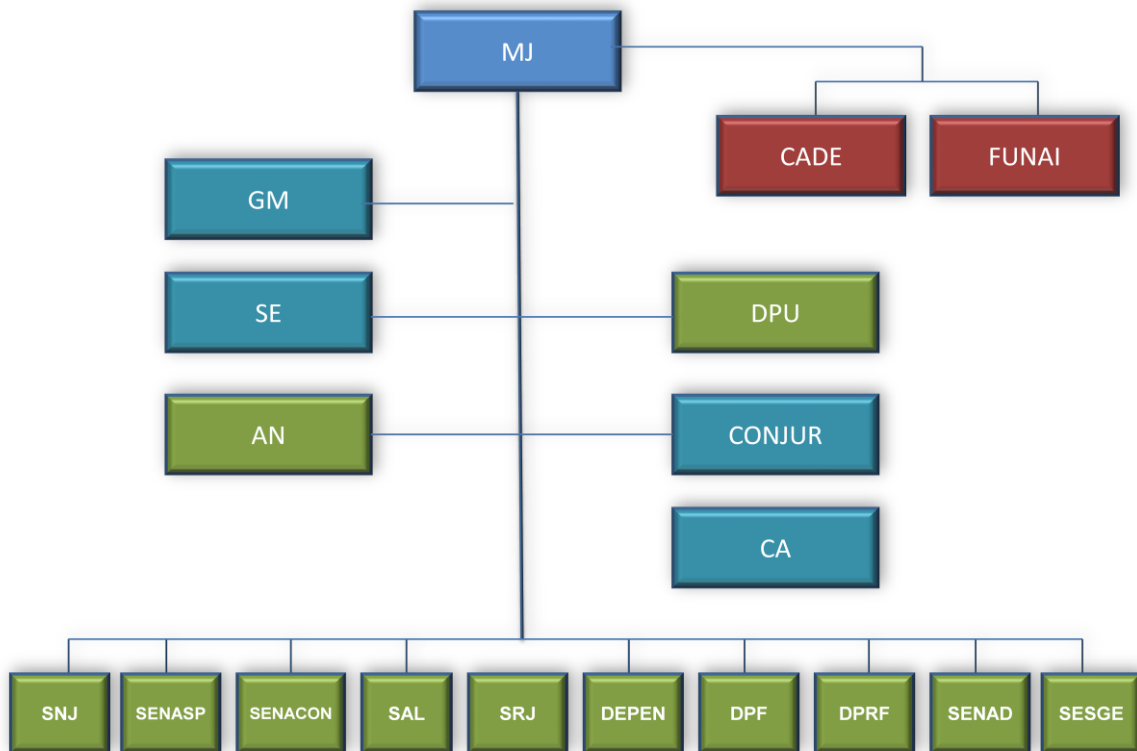 MJ
CADE
FUNAI
GM
SE
DPU
AN
CONJUR
CA
SNJ
SENASP
SENACON
SAL
SRJ
DEPEN
DPF
DPRF
SENAD
SESGE